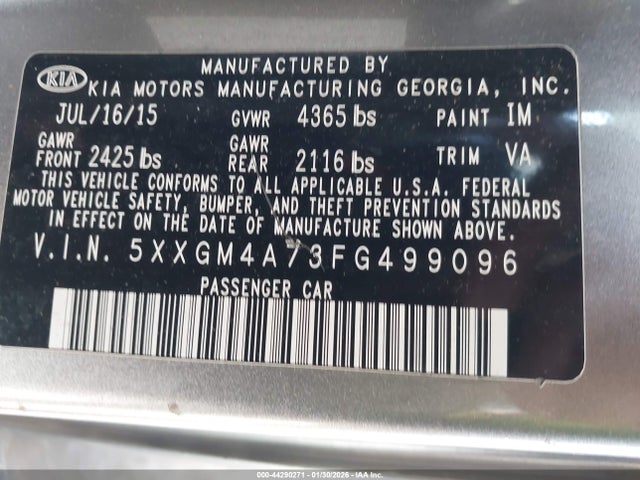 MANUFACTURED BY
KIA KIA MOTORS MANUFACTURING GEORGIA, INC.
JUL/16/15 GVWR 4365 lbs PAINT IM
GAWR FRONT 2425 lbs GAWR REAR 2116 lbs TRIM VA
THIS VEHICLE CONFORMS TO ALL APPLICABLE U.S.A. FEDERAL
MOTOR VEHICLE SAFETY, BUMPER, AND THEFT PREVENTION STANDARDS
IN EFFECT ON THE DATE OF MANUFACTURE SHOWN ABOVE.
V.I.N. 5XXGM4A73FG499096
PASSENGER CAR
000-44290271 - 01/30/2026 - IAAI, Inc.